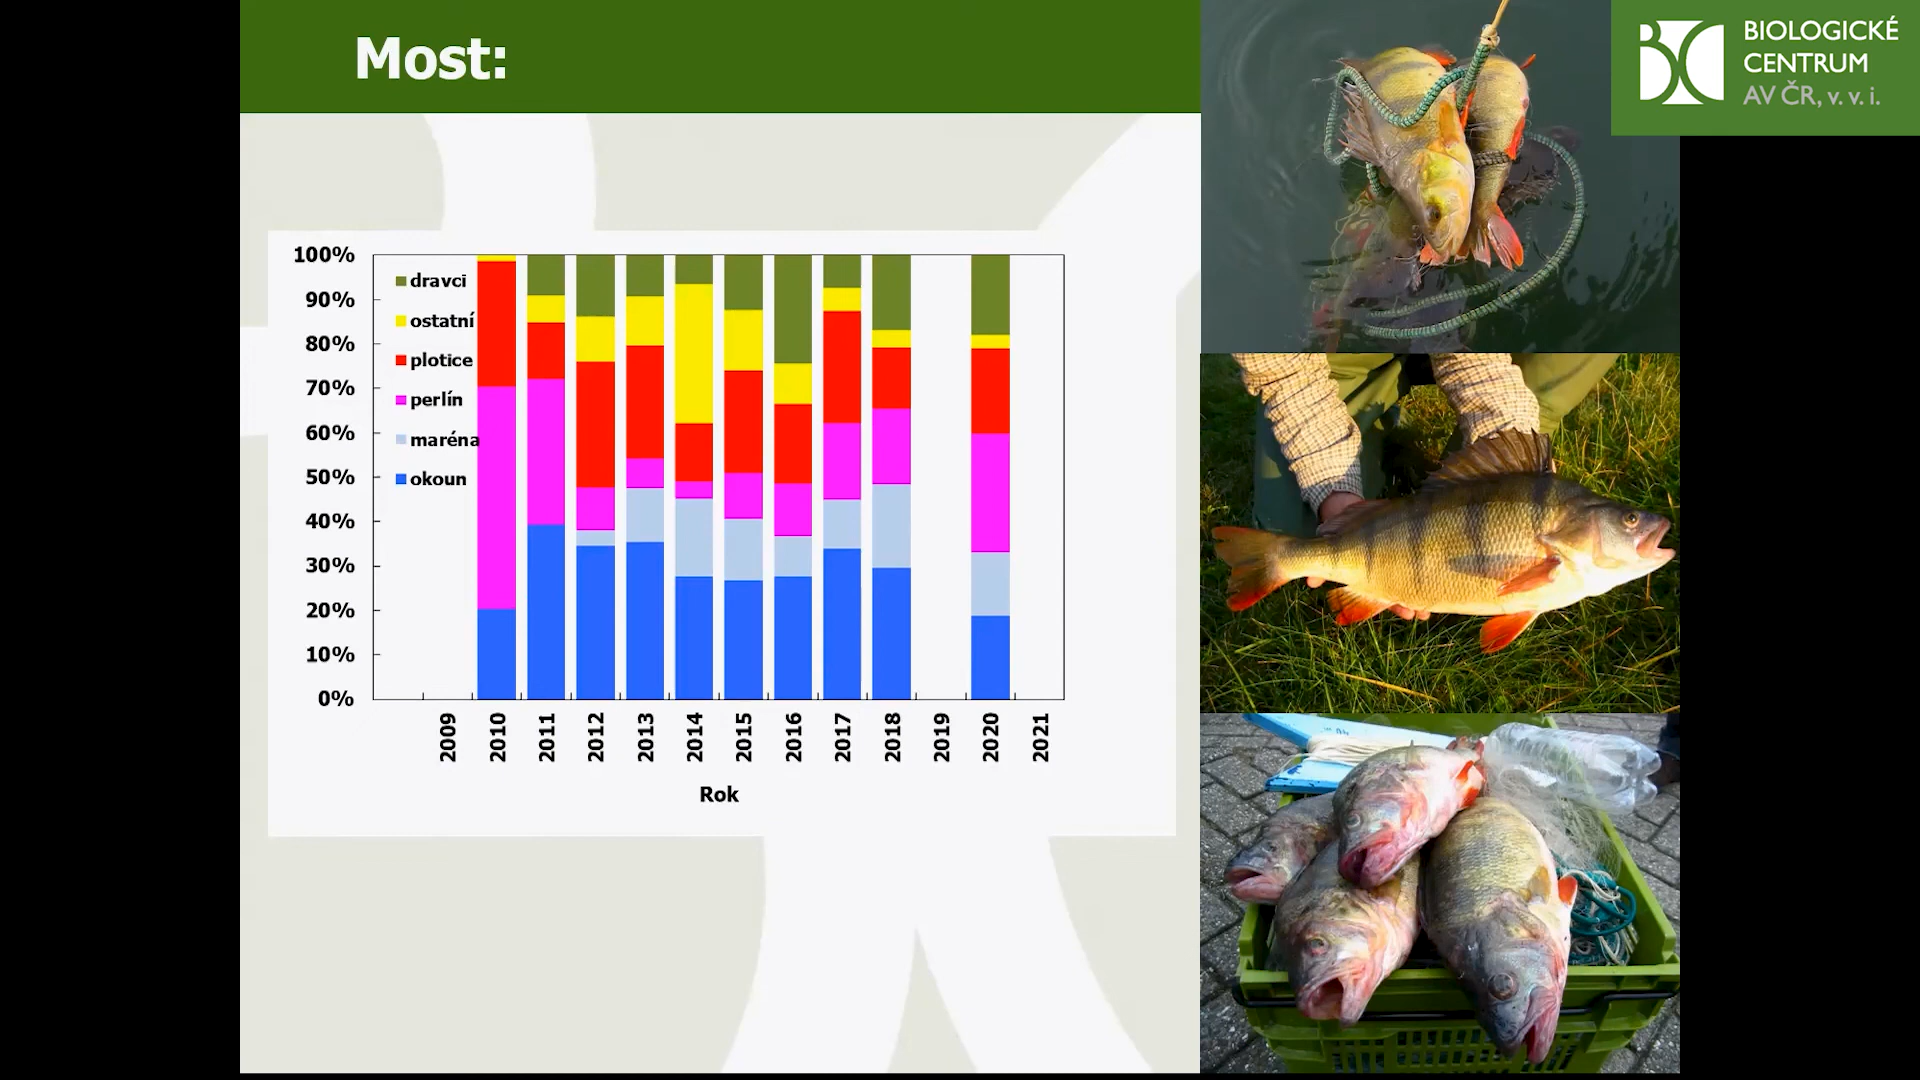 Most:
BIOLOGICKÉ
CENTRUM
AV ČR, v. v. i.
100%
90%
80%
70%
60%
50%
40%
30%
20%
10%
0%
dravci
ostatní
plotice
perlín
maréna
okoun
2009
2010
2011
2012
2013
2014
2015
2016
2017
2018
2019
2020
2021
Rok